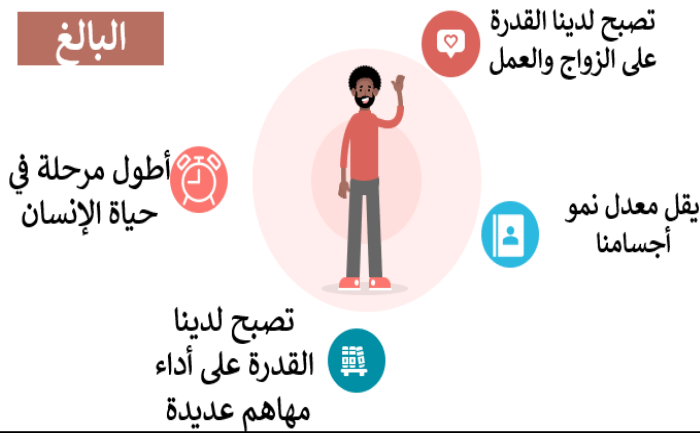 البالغ
تصبح لدينا القدرة
على الزواج والعمل
يقل معدل نمو
أجسامنا
تصبح لدينا
القدرة على أداء
مهاهم عديدة
أطول مرحلة في
حياة الإنسان